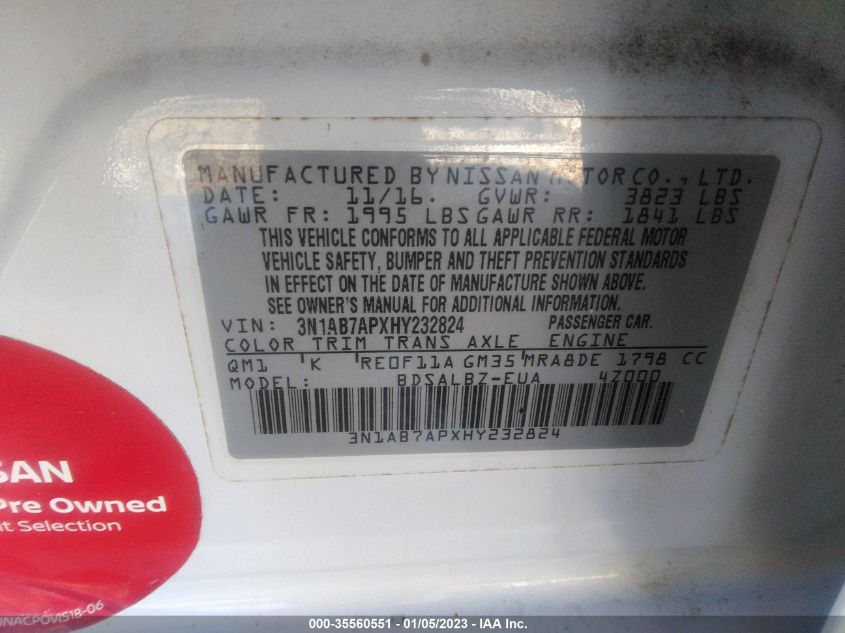 MANUFACTURED BY NISSAN MOTOR CO., LTD.
DATE: 11/16. GVWR: 3823 LBS
GAWR FR: 1995 LBS GAWR RR: 1841 LBS
THIS VEHICLE CONFORMS TO ALL APPLICABLE FEDERAL MOTOR
VEHICLE SAFETY, BUMPER AND THEFT PREVENTION STANDARDS
IN EFFECT ON THE DATE OF MANUFACTURE SHOWN ABOVE.
SEE OWNER'S MANUAL FOR ADDITIONAL INFORMATION.
VIN: 3N1AB7APXHY232824 PASSENGER CAR.
COLOR TRIM TRANS AXLE ENGINE
QM1 'K 'RE0F11A GM35'MRA8DE 1798 CC
MODEL: BDSALBZ-EUA 4Z000
3N1AB7APXHY232824
SAN
Pre Owned
nt Selection
NNACPOVIS18-06
000-35560551 - 01/05/2023 - IAA Inc.